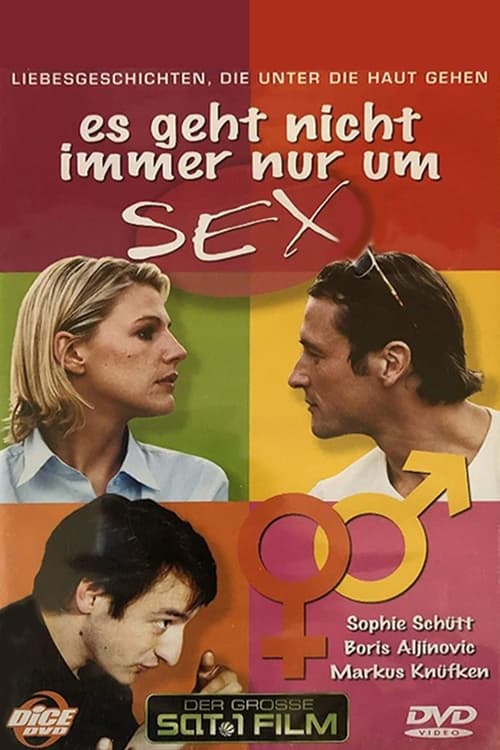 LIEBESGESCHICHTEN, DIE UNTER DIE HAUT GEHEN
es geht nicht
immer nur um
SEX
Sophie Schütt
Boris Aljinovic
Markus Knüfken
DiCE
DVD
DER GROSSE
SAT.1 FILM
DVD
VIDEO